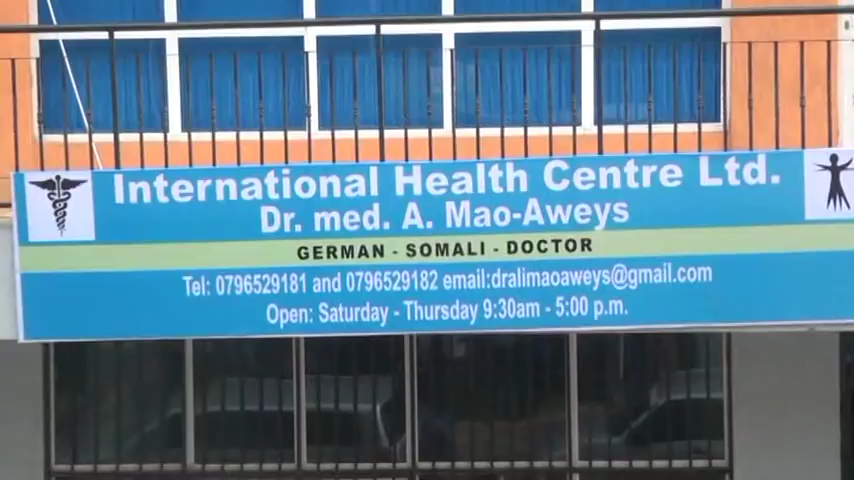 International Health Centre Ltd.
Dr. med. A. Mao-Aweys
GERMAN - SOMALI - DOCTOR
Tel: 0796529181 and 0796529182 email:dralimaoaweys@gmail.com
Open: Saturday - Thursday 9:30am - 5:00 p.m.